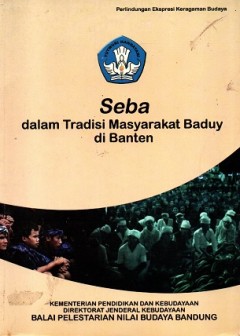 Perlindungan Ekspresi Keragaman Budaya
Seba
dalam Tradisi Masyarakat Baduy
di Banten
KEMENTERIAN PENDIDIKAN DAN KEBUDAYAAN
DIREKTORAT JENDERAL KEBUDAYAAN
BALAI PELESTARIAN NILAI BUDAYA BANDUNG